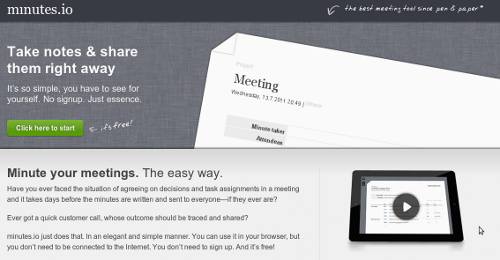 minutes.io
the best meeting tool since pen & paper*
Take notes & share
them right away
It's so simple, you have to see for
yourself. No signup. Just essence.
Click here to start
it's free!
Project
Meeting
Wednesday, 13.7.2011 20:49 |
Minute taker
Attendees
Minute your meetings. The easy way.
Have you ever faced the situation of agreeing on decisions and task assignments in a meeting
and it takes days before the minutes are written and sent to everyone—if they ever are?
Ever got a quick customer call, whose outcome should be traced and shared?
minutes.io just does that. In an elegant and simple manner. You can use it in your browser, but
you don't need to be connected to the Internet. You don't need to sign up. And it's free!